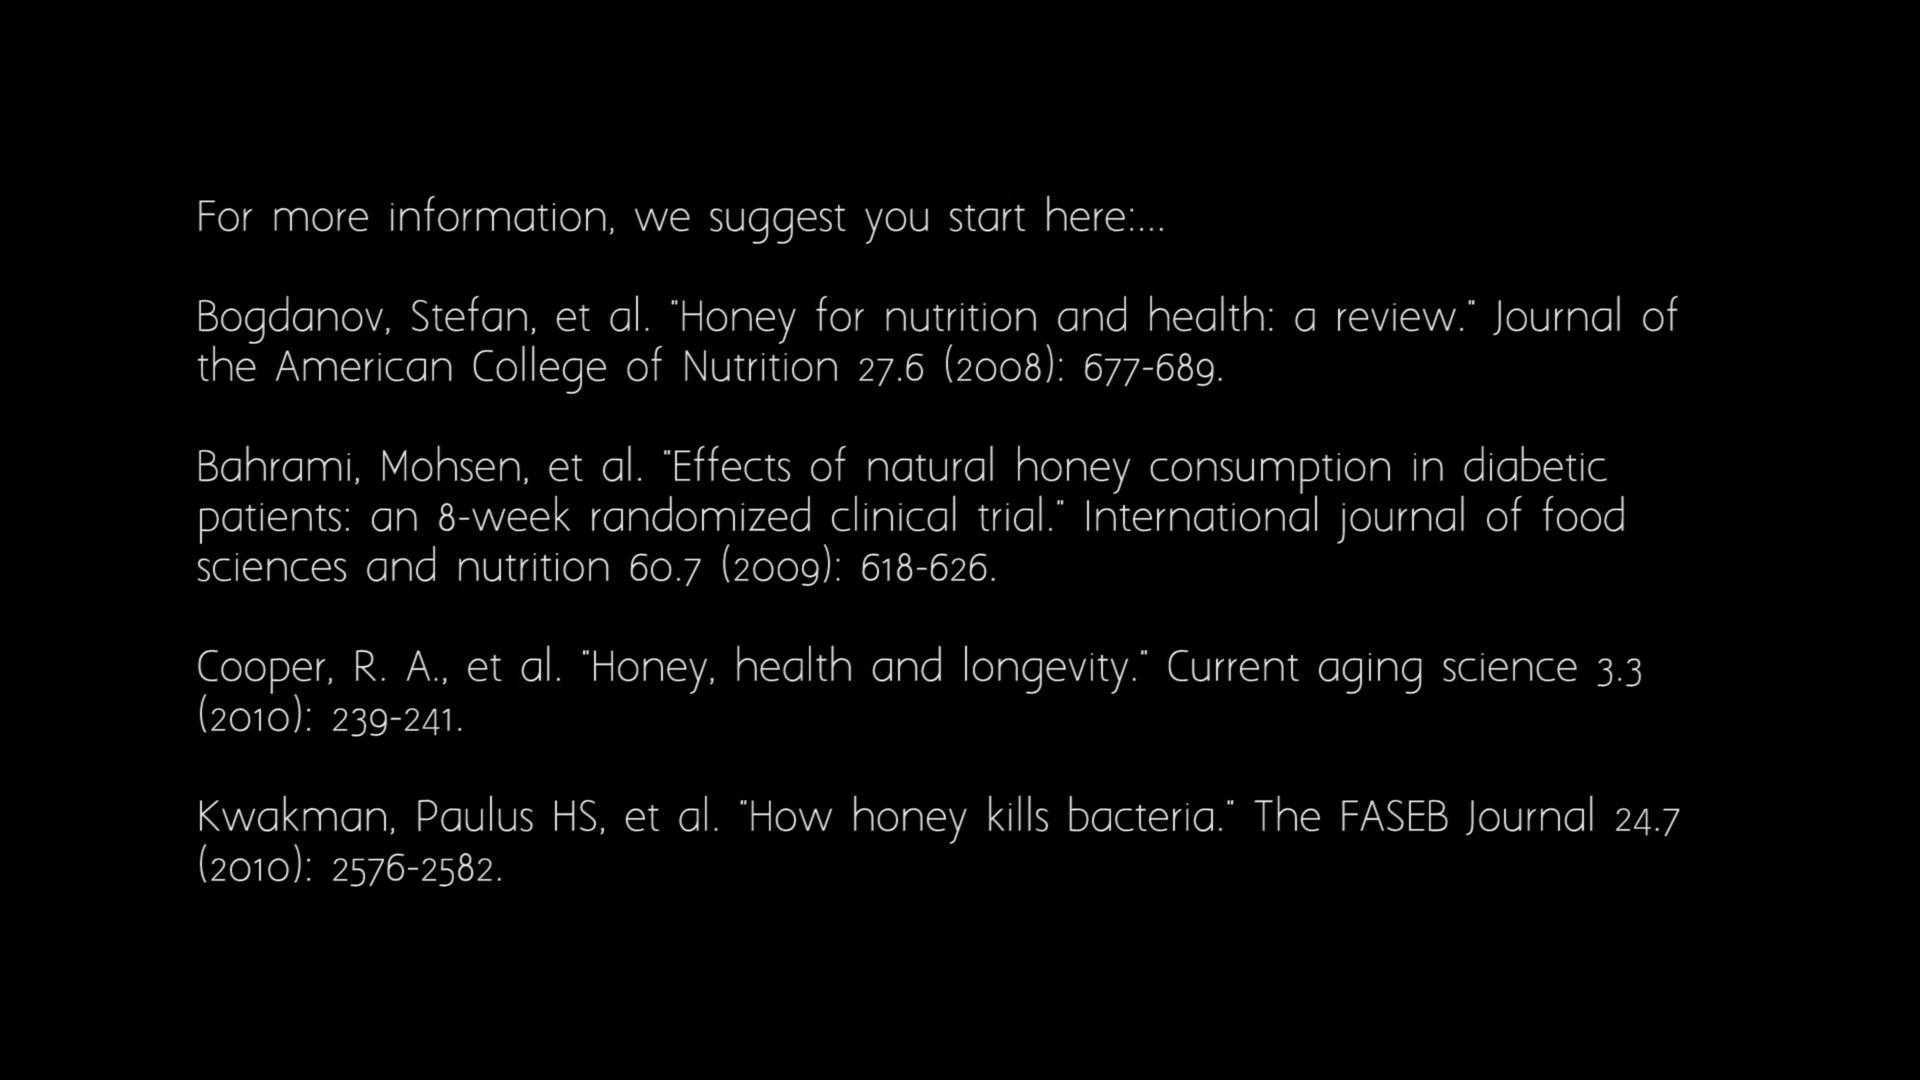 For more information, we suggest you start here:...
Bogdanov, Stefan, et al. "Honey for nutrition and health: a review." Journal of
the American College of Nutrition 27.6 (2008): 677-689.
Bahrami, Mohsen, et al. "Effects of natural honey consumption in diabetic
patients: an 8-week randomized clinical trial." International journal of food
sciences and nutrition 60.7 (2009): 618-626.
Cooper, R. A., et al. "Honey, health and longevity." Current aging science 3.3
(2010): 239-241.
Kwakman, Paulus HS, et al. "How honey kills bacteria." The FASEB Journal 24.7
(2010): 2576-2582.